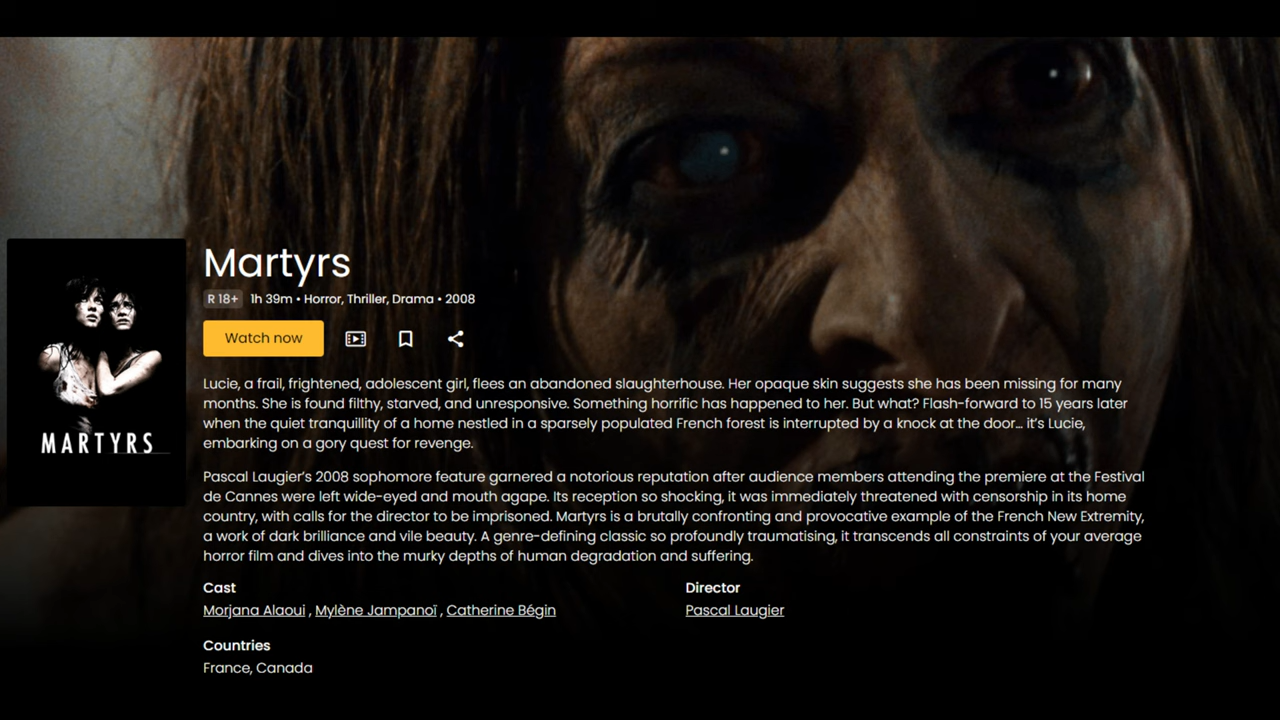 Martyrs
R 18+ 1h 39m • Horror, Thriller, Drama • 2008
Watch now
Lucie, a frail, frightened, adolescent girl, flees an abandoned slaughterhouse. Her opaque skin suggests she has been missing for many
months. She is found filthy, starved, and unresponsive. Something horrific has happened to her. But what? Flash-forward to 15 years later
when the quiet tranquillity of a home nestled in a sparsely populated French forest is interrupted by a knock at the door… it's Lucie,
embarking on a gory quest for revenge.
MARTYRS
Pascal Laugier's 2008 sophomore feature garnered a notorious reputation after audience members attending the premiere at the Festival
de Cannes were left wide-eyed and mouth agape. Its reception so shocking, it was immediately threatened with censorship in its home
country, with calls for the director to be imprisoned. Martyrs is a brutally confronting and provocative example of the French New Extremity,
a work of dark brilliance and vile beauty. A genre-defining classic so profoundly traumatising, it transcends all constraints of your average
horror film and dives into the murky depths of human degradation and suffering.
Cast
Morjana Alaoui , Mylène Jampanoï , Catherine Bégin
Director
Pascal Laugier
Countries
France, Canada